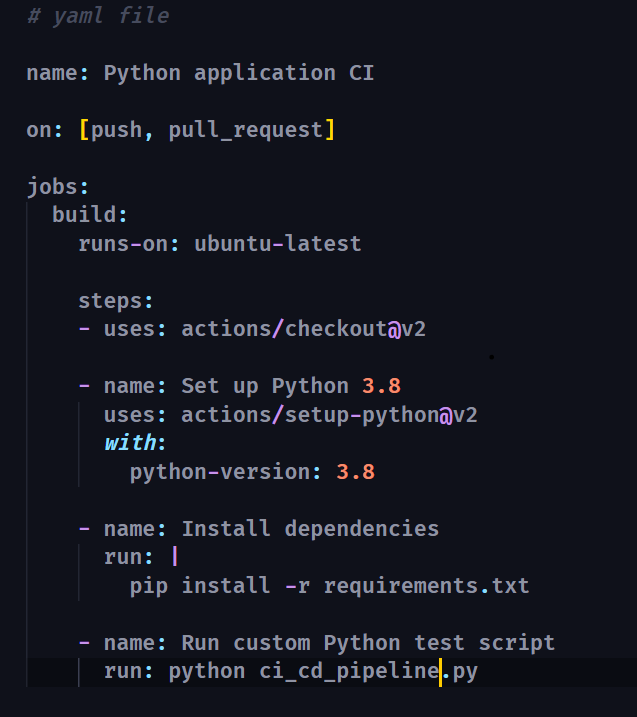 # yaml file
name: Python application CI
on: [push, pull_request]
jobs:
build:
runs-on: ubuntu-latest
steps:
- uses: actions/checkout@v2
- name: Set up Python 3.8
uses: actions/setup-python@v2
with:
python-version: 3.8
- name: Install dependencies
run: |
pip install -r requirements.txt
- name: Run custom Python test script
run: python ci_cd_pipeline.py